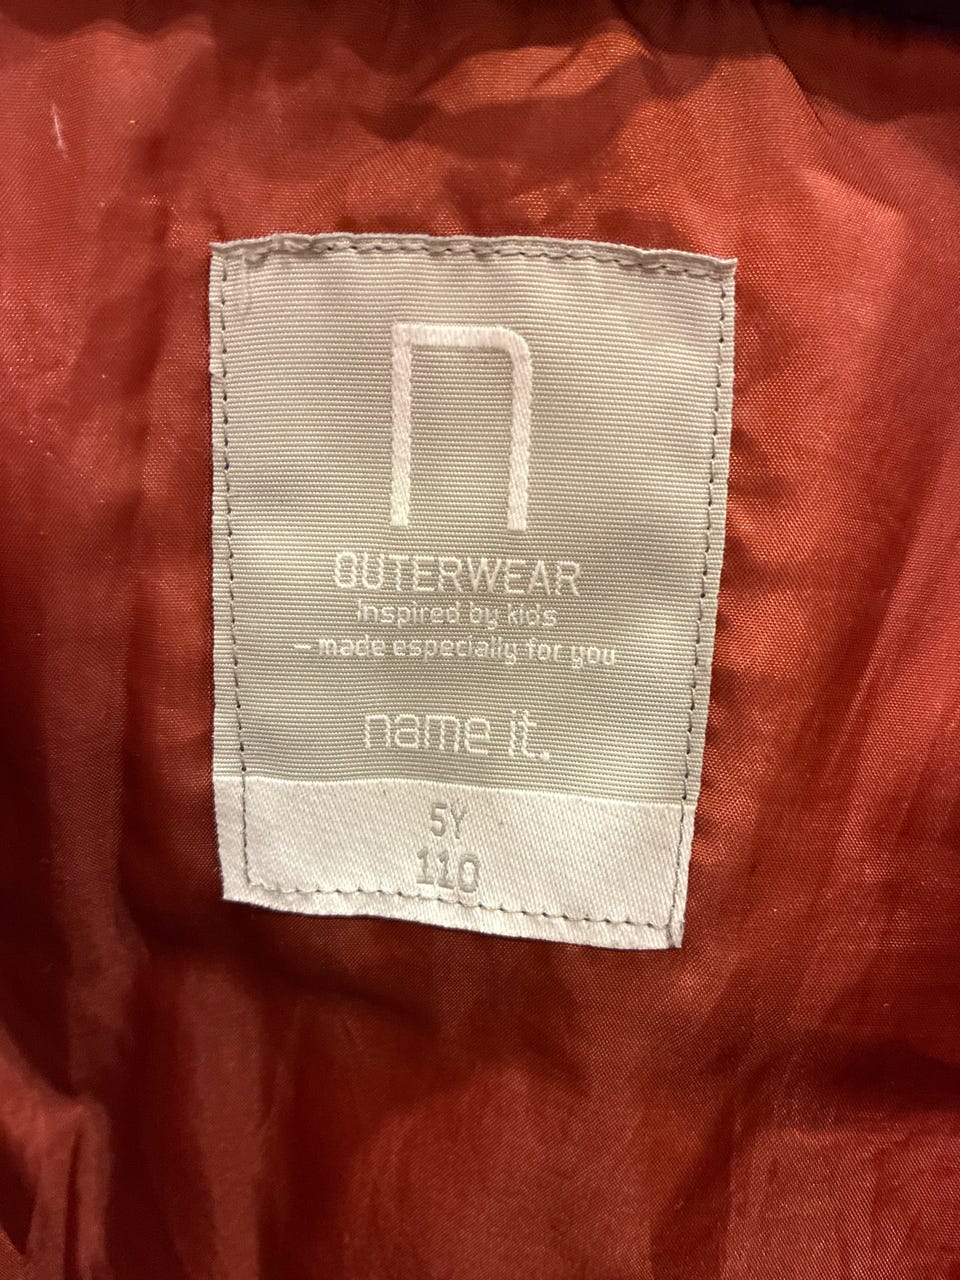 n
OUTERWEAR
Inspired by kids
– made especially for you
name it.
5Y
110